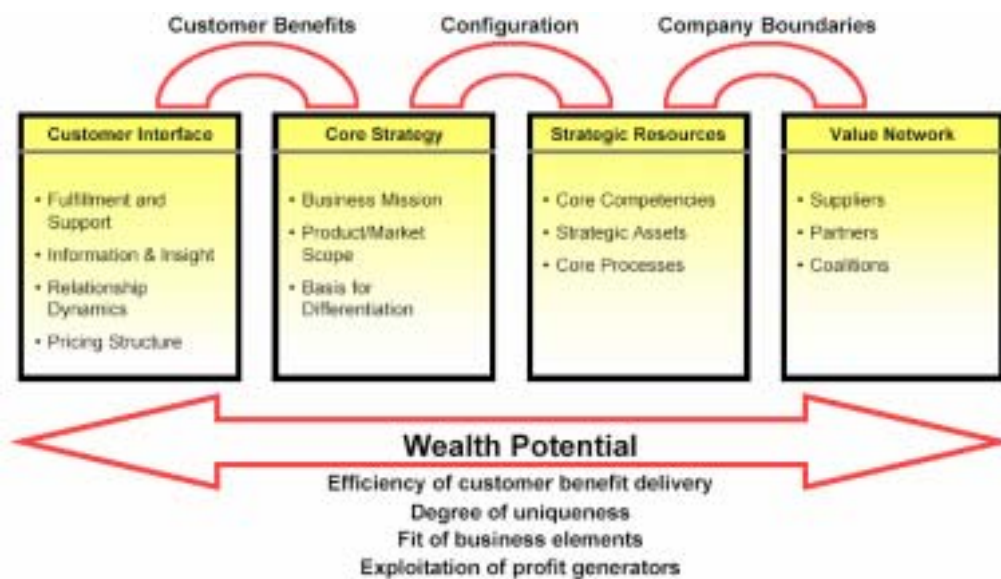 Customer Benefits
Configuration
Company Boundaries
Customer Interface
• Fulfillment and
Support
• Information & Insight
• Relationship
Dynamics
• Pricing Structure
Core Strategy
• Business Mission
• Product/Market
Scope
• Basis for
Differentiation
Strategic Resources
• Core Competencies
• Strategic Assets
• Core Processes
Value Network
• Suppliers
• Partners
• Coalitions
Wealth Potential
Efficiency of customer benefit delivery
Degree of uniqueness
Fit of business elements
Exploitation of profit generators